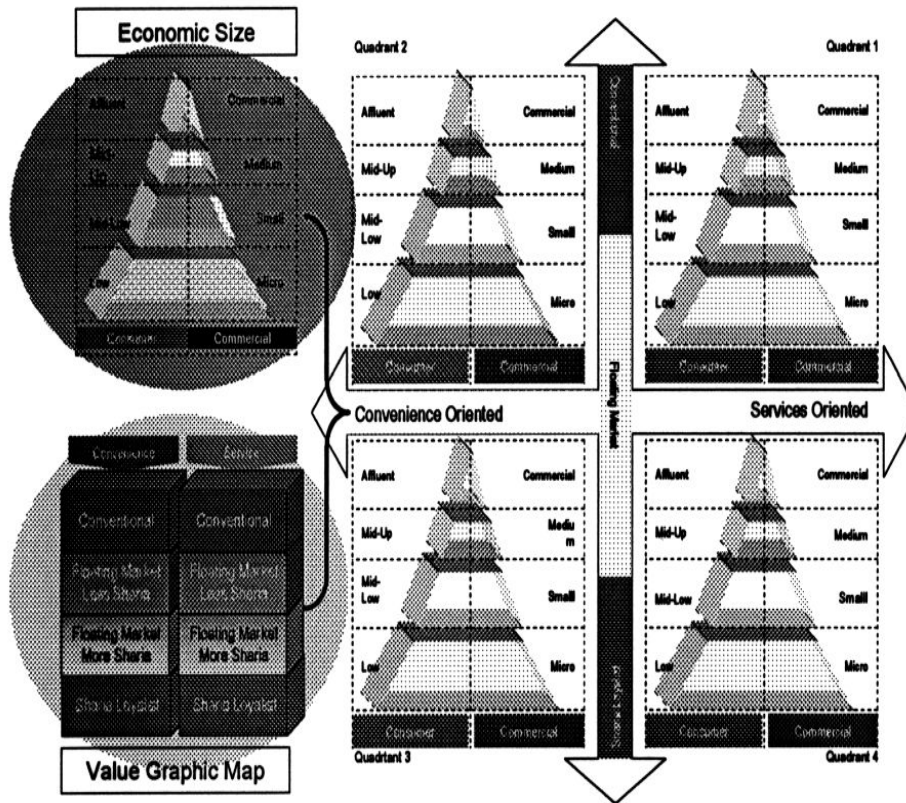 Economic Size
Affluent
Commercial
Mid-
Up
Medium
Mid-Low
Small
Low
Micro
Consumer
Commercial
Convenience
Service
Conventional
Conventional
Floating Market
Less Sharia
Floating Market
Less Sharia
Floating Market
More Sharia
Floating Market
More Sharia
Sharia Loyalist
Sharia Loyalist
Value Graphic Map
Quadrant 2
Affluent
Commercial
Mid-Up
Medium
Mid-
Low
Small
Low
Micro
Consumer
Commercial
Quadrant 1
Affluent
Commercial
Mid-Up
Medium
Mid-
Low
Small
Low
Micro
Consumer
Commercial
Conventional
Floating Market
Convenience Oriented
Services Oriented
Affluent
Commercial
Mid-Up
Mediu
m
Mid-
Low
Small
Low
Micro
Consumer
Commercial
Quadrtant 3
Affluent
Commercial
Mid-Up
Medium
Mid-Low
Small
Low
Micro
Consumer
Commercial
Quadrant 4